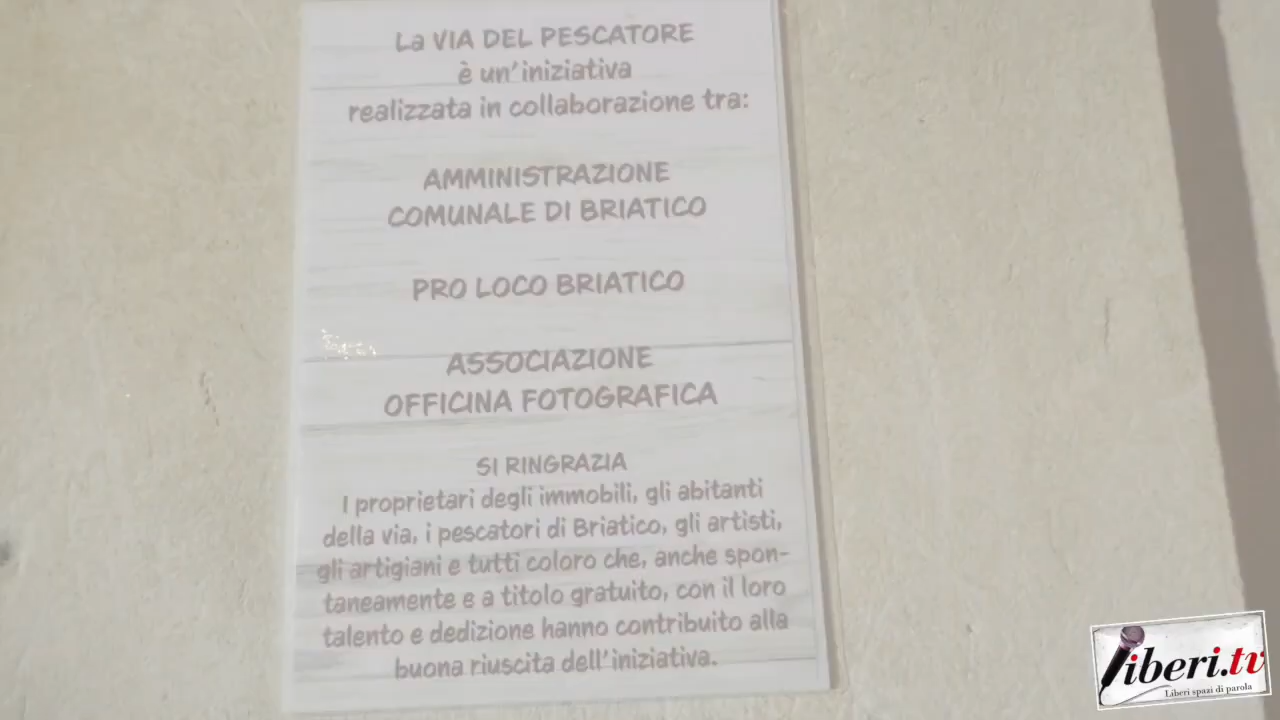 La VIA DEL PESCATORE
è un'iniziativa
realizzata in collaborazione tra:
AMMINISTRAZIONE
COMUNALE DI BRIATICO
PRO LOCO BRIATICO
ASSOCIAZIONE
OFFICINA FOTOGRAFICA
SI RINGRAZIA
I proprietari degli immobili, gli abitanti
della via, i pescatori di Briatico, gli artisti,
gli artigiani e tutti coloro che, anche spon-
taneamente e a titolo gratuito, con il loro
talento e dedizione hanno contribuito alla
buona riuscita dell'iniziativa.
liberi.tv
Liberi spazi di parola